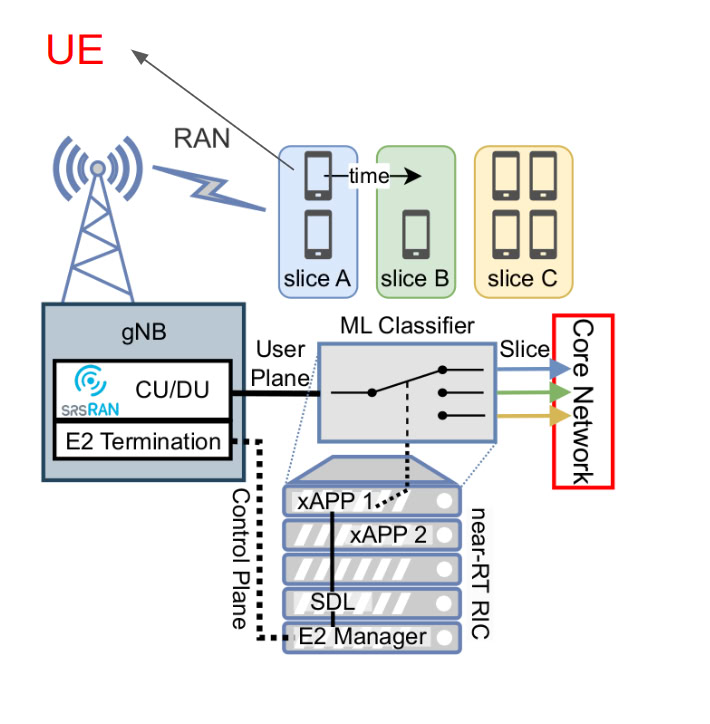 UE
RAN
time
slice A
slice B
slice C
gNB
srsRAN
CU/DU
E2 Termination
User
Plane
ML Classifier
Slice
Core Network
Control Plane
xAPP 1
xAPP 2
SDL
E2 Manager
near-RT RIC